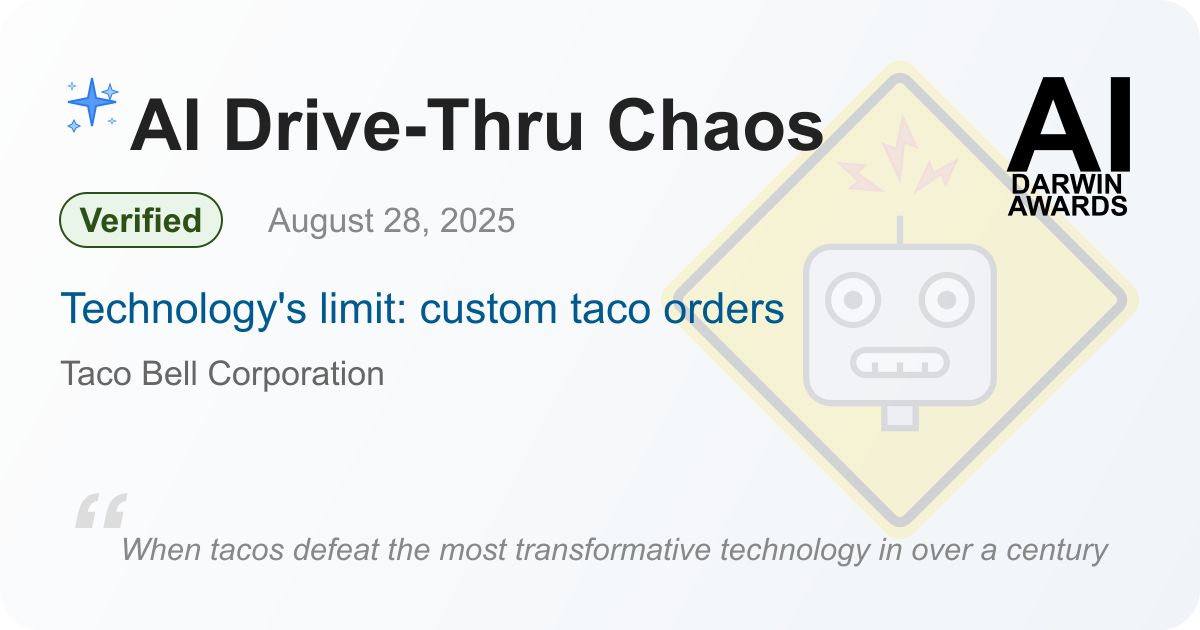 AI Drive-Thru Chaos
AI
DARWIN
AWARDS
Verified
August 28, 2025
Technology's limit: custom taco orders
Taco Bell Corporation
“
When tacos defeat the most transformative technology in over a century